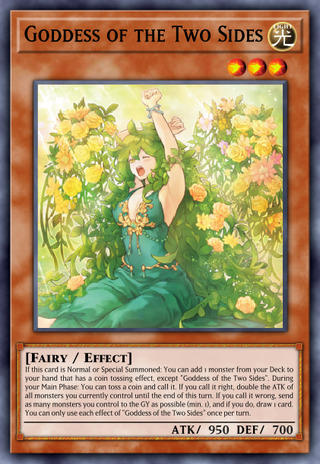 Goddess of the Two Sides
LIGHT
光
[Fairy / Effect]
If this card is Normal or Special Summoned: You can add 1 monster from your Deck to
your hand that has a coin tossing effect, except "Goddess of the Two Sides". During
your Main Phase: You can toss a coin and call it. If you call it right, double the ATK of
all monsters you currently control until the end of this turn. If you call it wrong, send
as many monsters you control to the GY as possible (min. 1), and if you do, draw 1 card.
You can only use each effect of "Goddess of the Two Sides" once per turn.
ATK/ 950 DEF/ 700